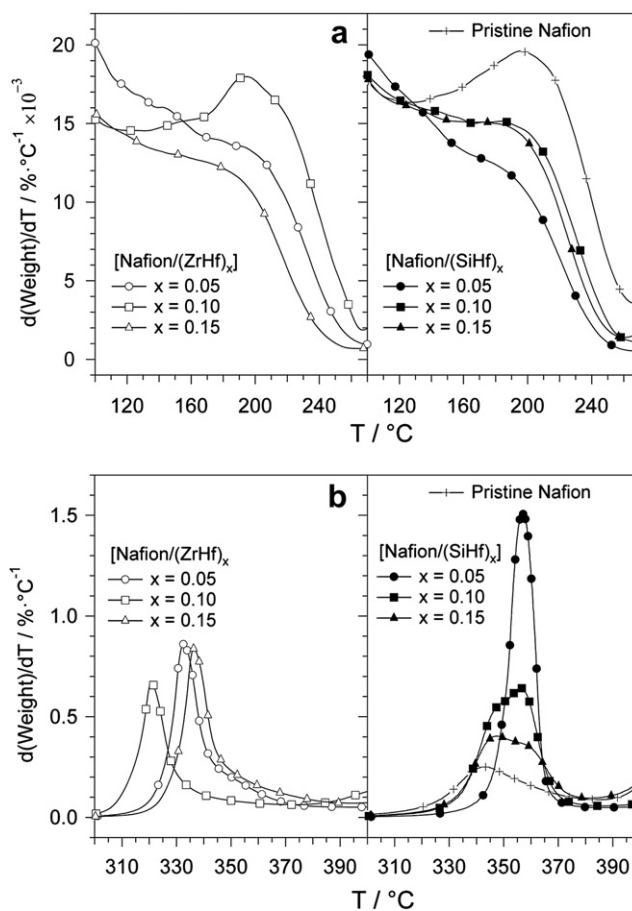 a
Pristine Nafion
20
15
10
5
0
d(Weight)/dT / %·°C⁻¹ ×10⁻³
[Nafion/(ZrHf)ₓ]
x = 0.05
x = 0.10
x = 0.15
[Nafion/(SiHf)ₓ
x = 0.05
x = 0.10
x = 0.15
120 160 200 240 120 160 200 240
T / °C
b
Pristine Nafion
1.5
1.0
0.5
0.0
d(Weight)/dT / %·°C⁻¹
[Nafion/(ZrHf)ₓ
x = 0.05
x = 0.10
x = 0.15
[Nafion/(SiHf)ₓ]
x = 0.05
x = 0.10
x = 0.15
310 330 350 370 390 310 330 350 370 390
T / °C